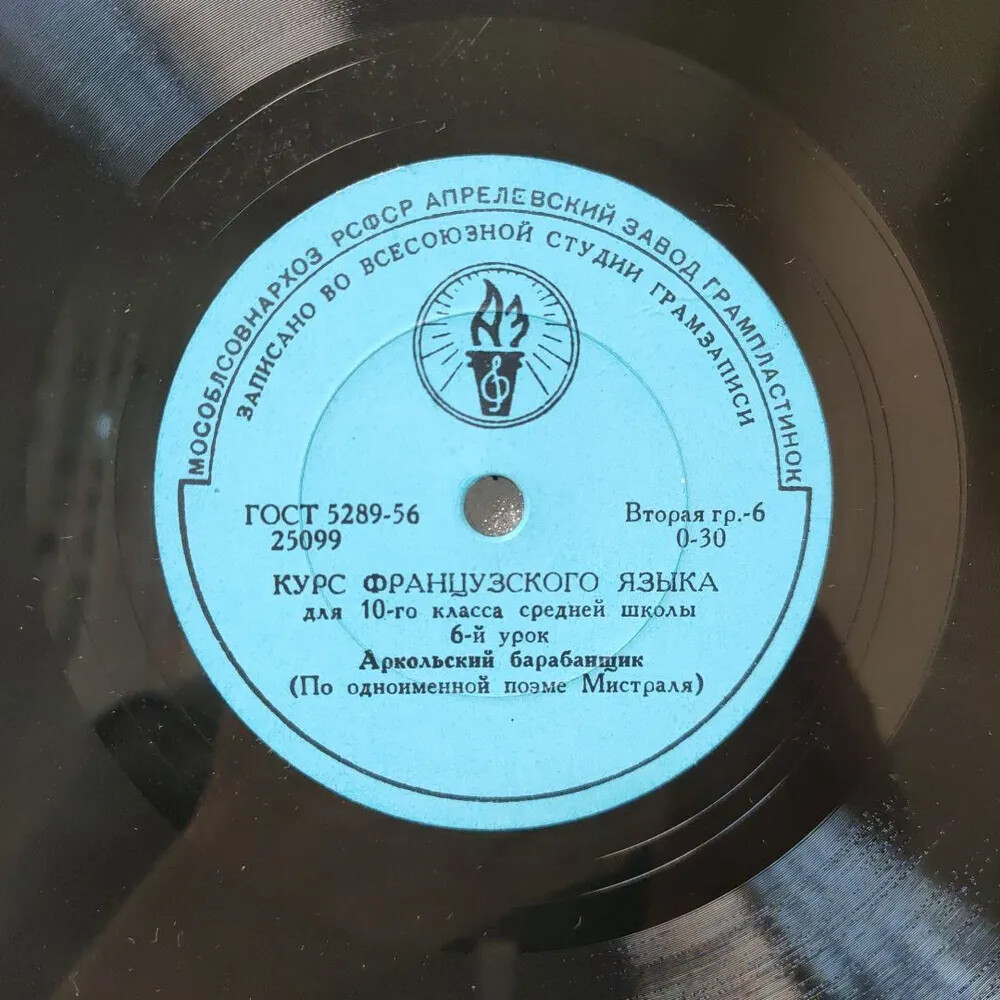 МОСОБЛСОВНАРХОЗ РСФСР АПРЕЛЕВСКИЙ ЗАВОД ГРАМПЛАСТИНОК
ЗАПИСАНО ВО ВСЕСОЮЗНОЙ СТУДИИ ГРАМЗАПИСИ
АЗ
ГОСТ 5289-56
25099
Вторая гр.-6
0-30
КУРС ФРАНЦУЗСКОГО ЯЗЫКА
для 10-го класса средней школы
6-й урок
Аркольский барабанщик
(По одноименной поэме Мистраля)